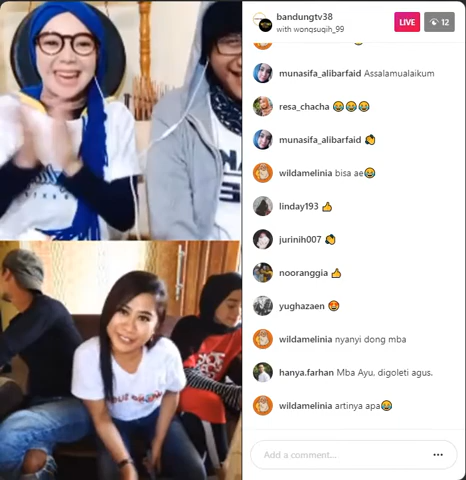 bandungtv38
with wonqsuqih_99
LIVE
12
munasifa_alibarfaid Assalamualaikum
resa_chacha 😂😂😂
munasifa_alibarfaid 👏
wildamelinia bisa ae😂
linday193 👍
jurinih007 👏
nooranggia 👍
yughazaen 😍
wildamelinia nyanyi dong mba
hanya.farhan Mba Ayu, digoleti agus.
wildamelinia artinya apa😂
Add a comment...